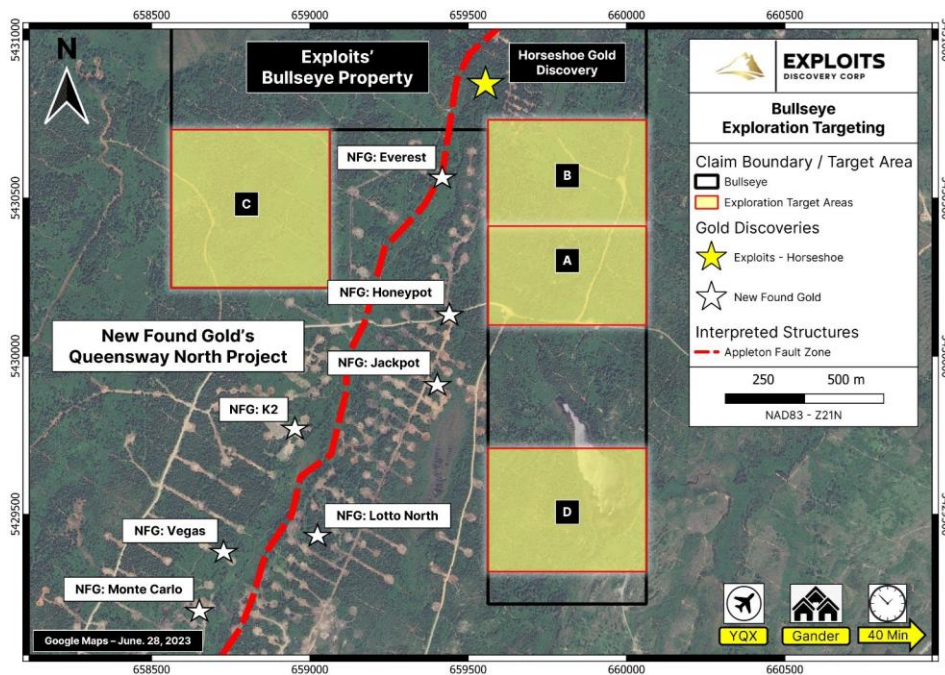 658500
659000
659500
660000
660500
5431000
5430500
5430000
5429500
N
Exploits’
Bullseye Property
Horseshoe Gold
Discovery
NFG: Everest
C
B
A
NFG: Honeypot
New Found Gold’s
Queensway North Project
NFG: Jackpot
NFG: K2
D
NFG: Vegas
NFG: Lotto North
NFG: Monte Carlo
Google Maps – June. 28, 2023
EXPLOITS
DISCOVERY CORP
Bullseye
Exploration Targeting
Claim Boundary / Target Area
Bullseye
Exploration Target Areas
Gold Discoveries
Exploits - Horseshoe
New Found Gold
Interpreted Structures
Appleton Fault Zone
250 500 m
NAD83 - Z21N
YQX
Gander
40 Min
5431000
5430500
5430000
5429500
658500
659000
659500
660000
660500